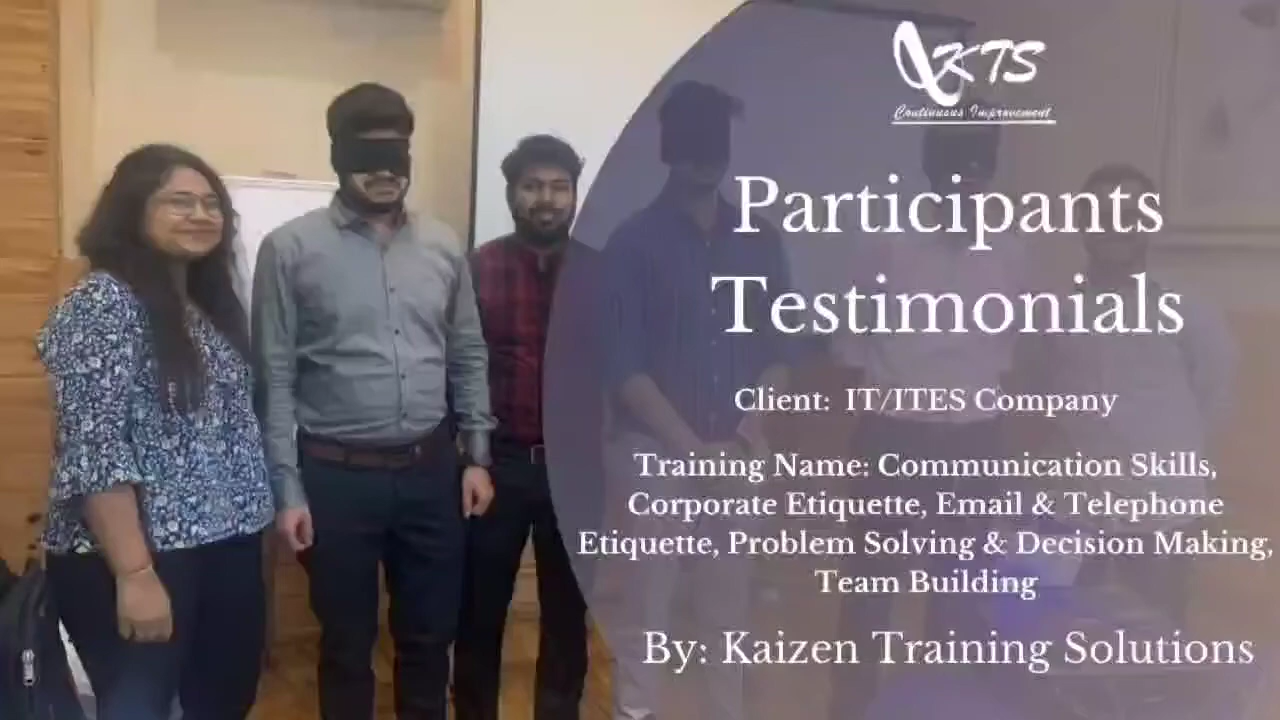 KTS
Continuous Improvement
Participants
Testimonials
Client: IT/ITES Company
Training Name: Communication Skills,
Corporate Etiquette, Email & Telephone
Etiquette, Problem Solving & Decision Making,
Team Building
By: Kaizen Training Solutions